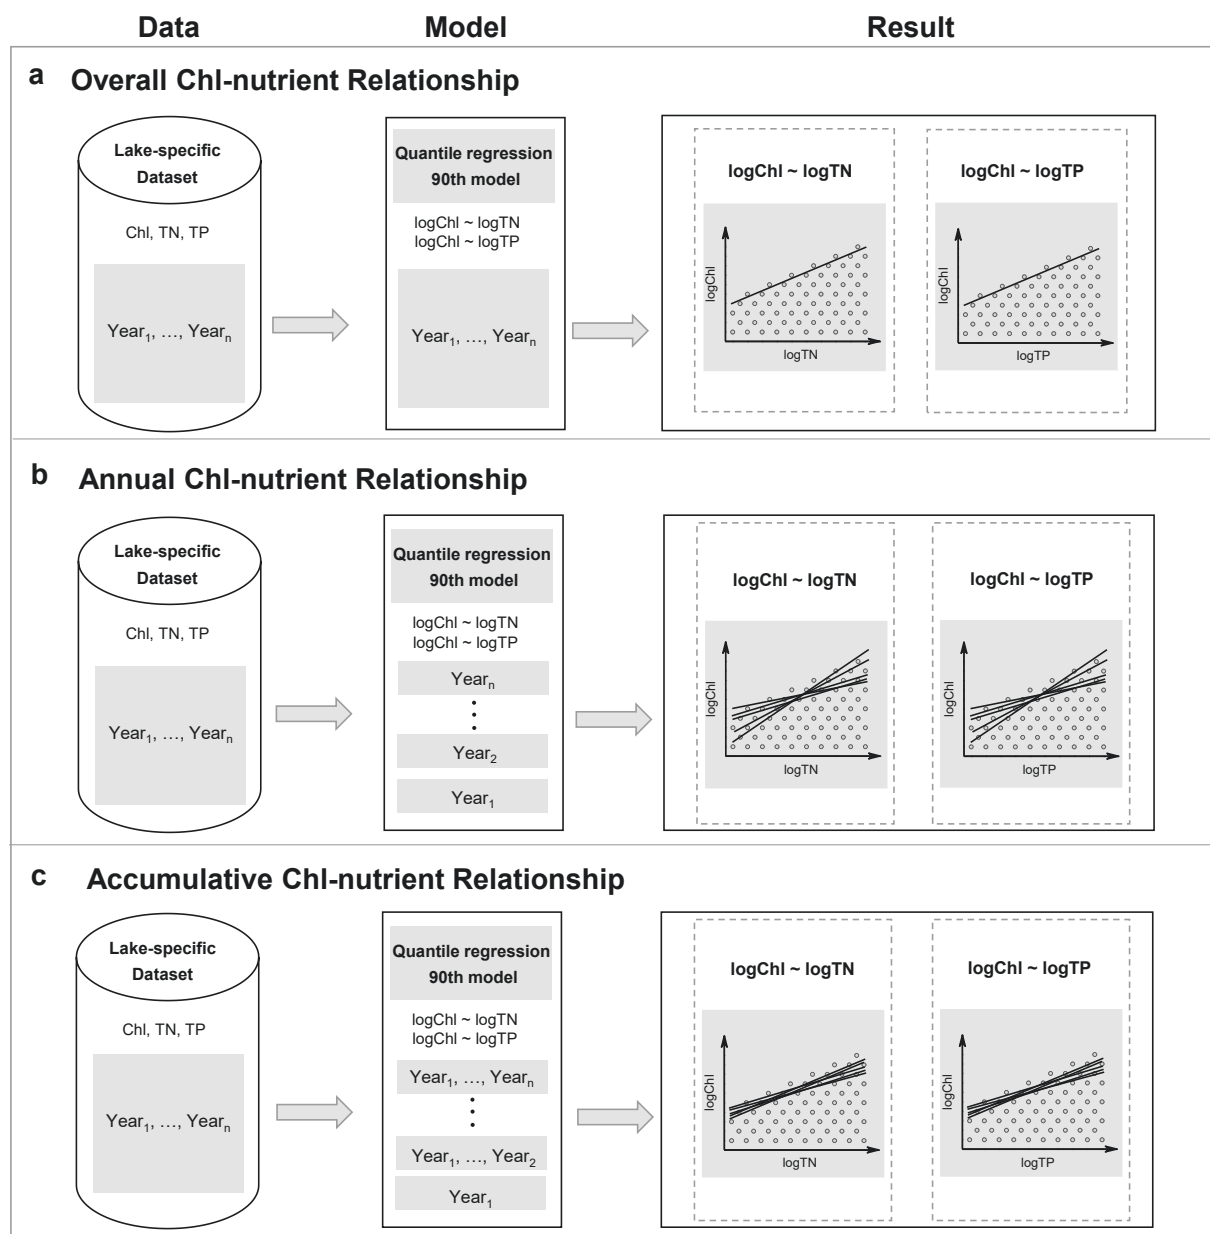 Data
Model
Result
a Overall Chl-nutrient Relationship
Lake-specific
Dataset
Chl, TN, TP
Year1, ..., Yearn
Quantile regression
90th model
logChl ~ logTN
logChl ~ logTP
Year1, ..., Yearn
logChl ~ logTN
logChl
logTN
logChl ~ logTP
logChl
logTP
b Annual Chl-nutrient Relationship
Lake-specific
Dataset
Chl, TN, TP
Year1, ..., Yearn
Quantile regression
90th model
logChl ~ logTN
logChl ~ logTP
Yearn
Year2
Year1
logChl ~ logTN
logChl
logTN
logChl ~ logTP
logChl
logTP
c Accumulative Chl-nutrient Relationship
Lake-specific
Dataset
Chl, TN, TP
Year1, ..., Yearn
Quantile regression
90th model
logChl ~ logTN
logChl ~ logTP
Year1, ..., Yearn
Year1, ..., Year2
Year1
logChl ~ logTN
logChl
logTN
logChl ~ logTP
logChl
logTP